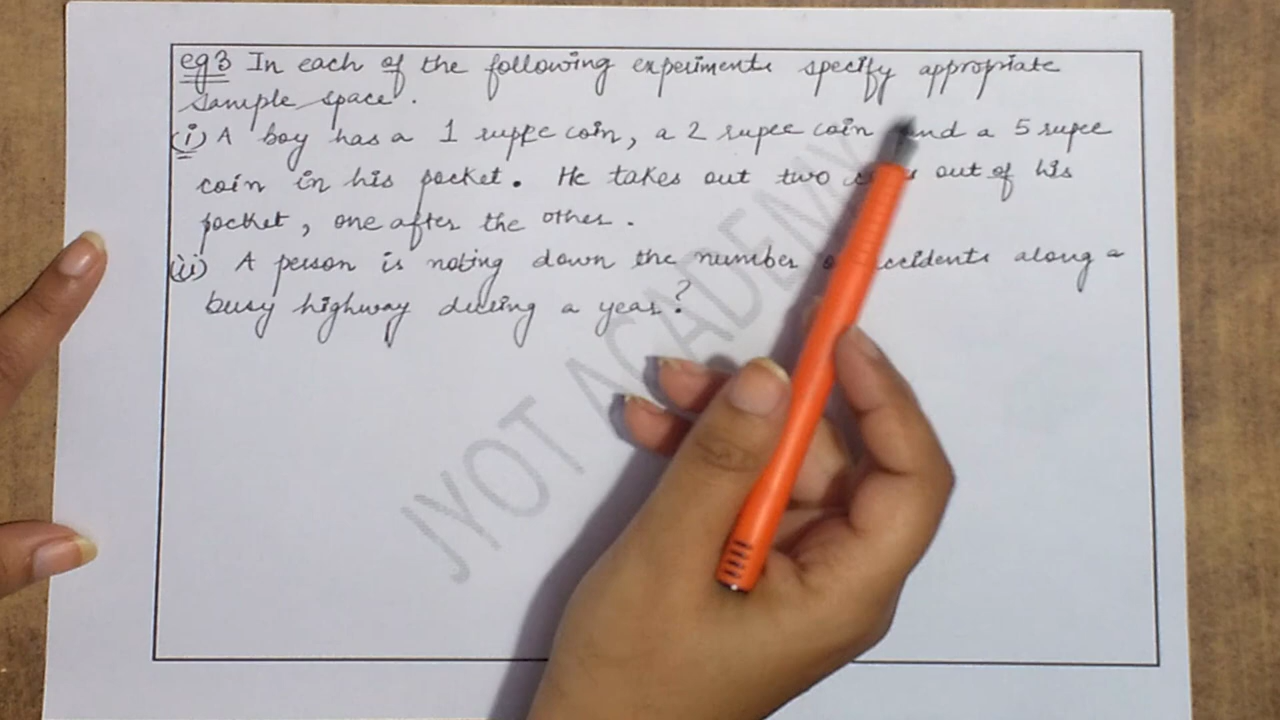 eg3 In each of the following experiments specify appropriate
sample space.
(i) A boy has a 1 rupee coin, a 2 rupee coin and a 5 rupee
coin in his pocket. He takes out two out of his
pocket, one after the other.
(ii) A person is noting down the number accidents along a
busy highway during a year?
JYOT ACADEMY